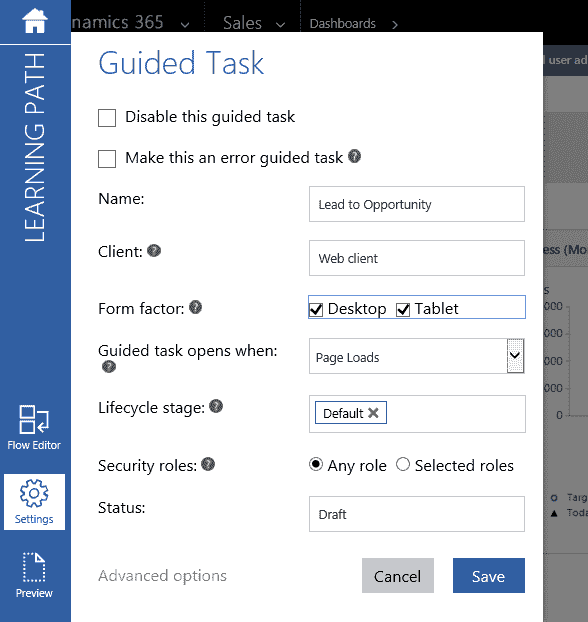 namics 365 Sales Dashboards
LEARNING PATH
Guided Task
user ad
Disable this guided task
Make this an error guided task
Name: Lead to Opportunity
Client: Web client
ess (Mo
Form factor: Desktop Tablet
Guided task opens when: Page Loads
Lifecycle stage: Default
Flow Editor
Security roles: Any role Selected roles
Settings
Status: Draft
Targ
Toda
Advanced options Cancel Save
Preview